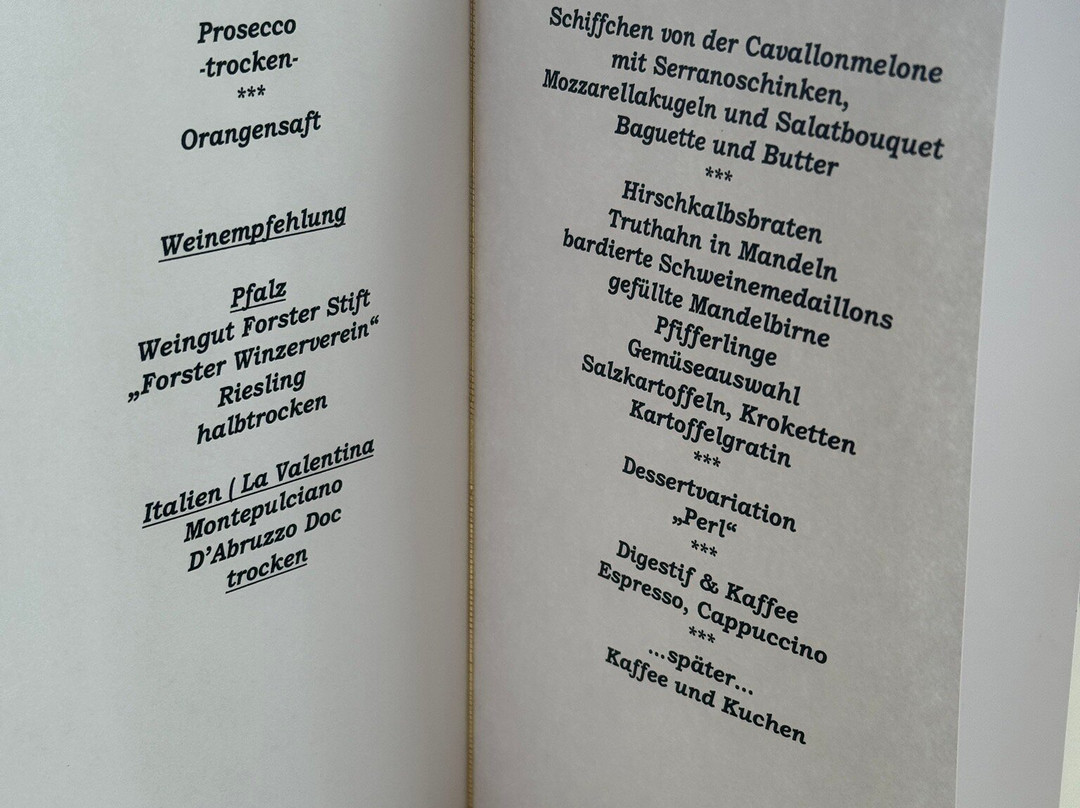 Prosecco
-trocken-
***
Orangensaft
Weinempfehlung
Pfalz
Weingut Forster Stift
„Forster Winzerverein“
Riesling
halbtrocken
Italien ( La Valentina
Montepulciano
D'Abruzzo Doc
trocken
Schiffchen von der Cavallonmelone
mit Serranoschinken,
Mozzarellakugeln und Salatbouquet
Baguette und Butter
***
Hirschkalbsbraten
Truthahn in Mandeln
bardierte Schweinemedaillons
gefüllte Mandelbirne
Pfifferlinge
Gemüseauswahl
Salzkartoffeln, Kroketten
Kartoffelgratin
***
Dessertvariation
„Perl“
***
Digestif & Kaffee
Espresso, Cappuccino
***
...später...
Kaffee und Kuchen